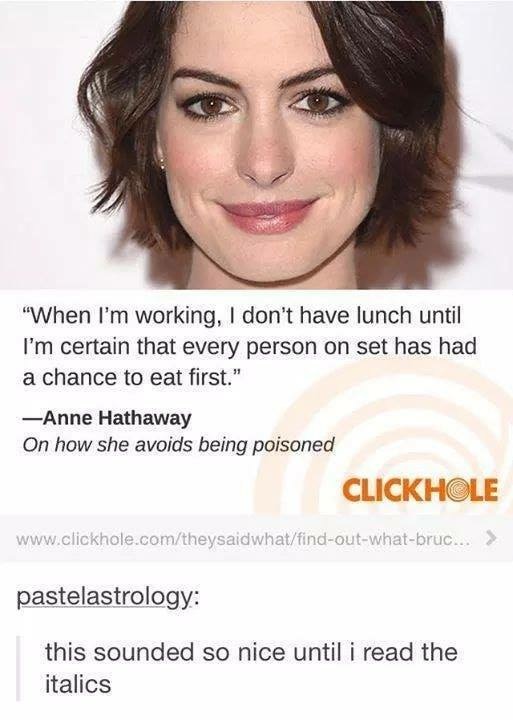 “When I’m working, I don’t have lunch until
I’m certain that every person on set has had
a chance to eat first.”
—Anne Hathaway
On how she avoids being poisoned
CLICKHOLE
www.clickhole.com/theysaidwhat/find-out-what-bruc... >
pastelastrology:
this sounded so nice until i read the
italics